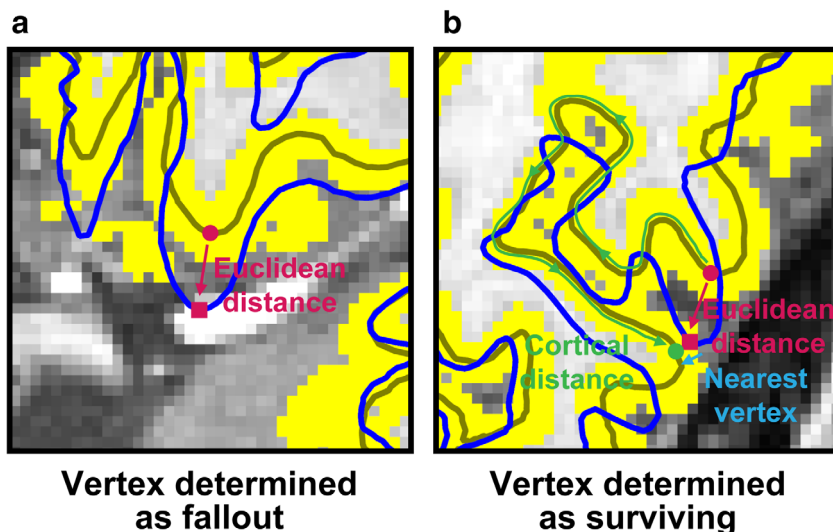 a
b
Euclidean
distance
Cortical
distance
Euclidean
distance
Nearest
vertex
Vertex determined
as fallout
Vertex determined
as surviving